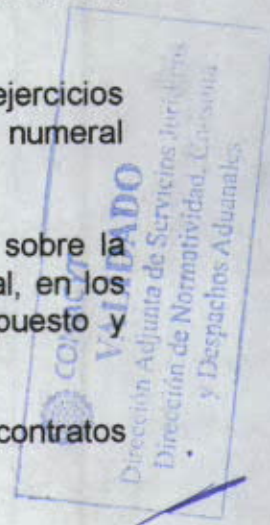 ejercicios
numeral
sobre la
al, en los
puesto y
contratos
CONACYT
VALIDADO
Dirección Adjunta de Servicios Jurídicos
Dirección de Normatividad, Consulta
y Despachos Aduanales